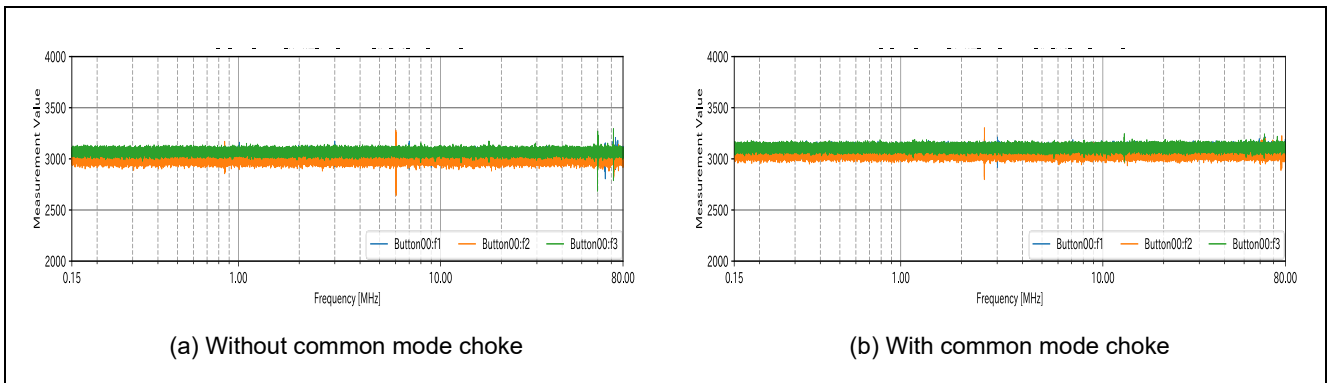 4000
3500
3000
2500
2000
Measurement Value
Button00:f1 Button00:f2 Button00:f3
0.15 1.00 10.00 80.00
Frequency [MHz]
(a) Without common mode choke
4000
3500
3000
2500
2000
Measurement Value
Button00:f1 Button00:f2 Button00:f3
0.15 1.00 10.00 80.00
Frequency [MHz]
(b) With common mode choke